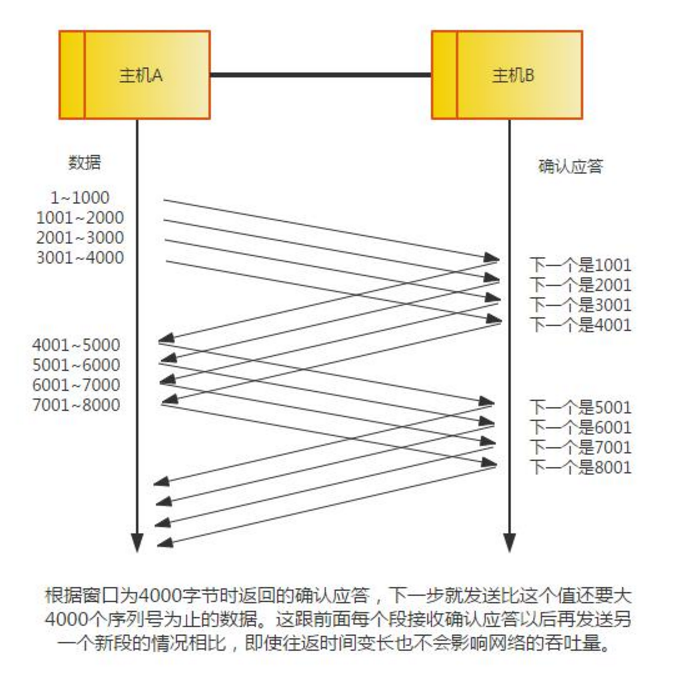 主机A
主机B
数据
确认应答
1~1000
1001~2000
2001~3000
3001~4000
下一个是1001
下一个是2001
下一个是3001
下一个是4001
4001~5000
5001~6000
6001~7000
7001~8000
下一个是5001
下一个是6001
下一个是7001
下一个是8001
根据窗口为4000字节时返回的确认应答，下一步就发送比这个值还要大
4000个序列号为止的数据。这跟前面每个段接收确认应答以后再发送另
一个新段的情况相比，即使往返时间变长也不会影响网络的吞吐量。